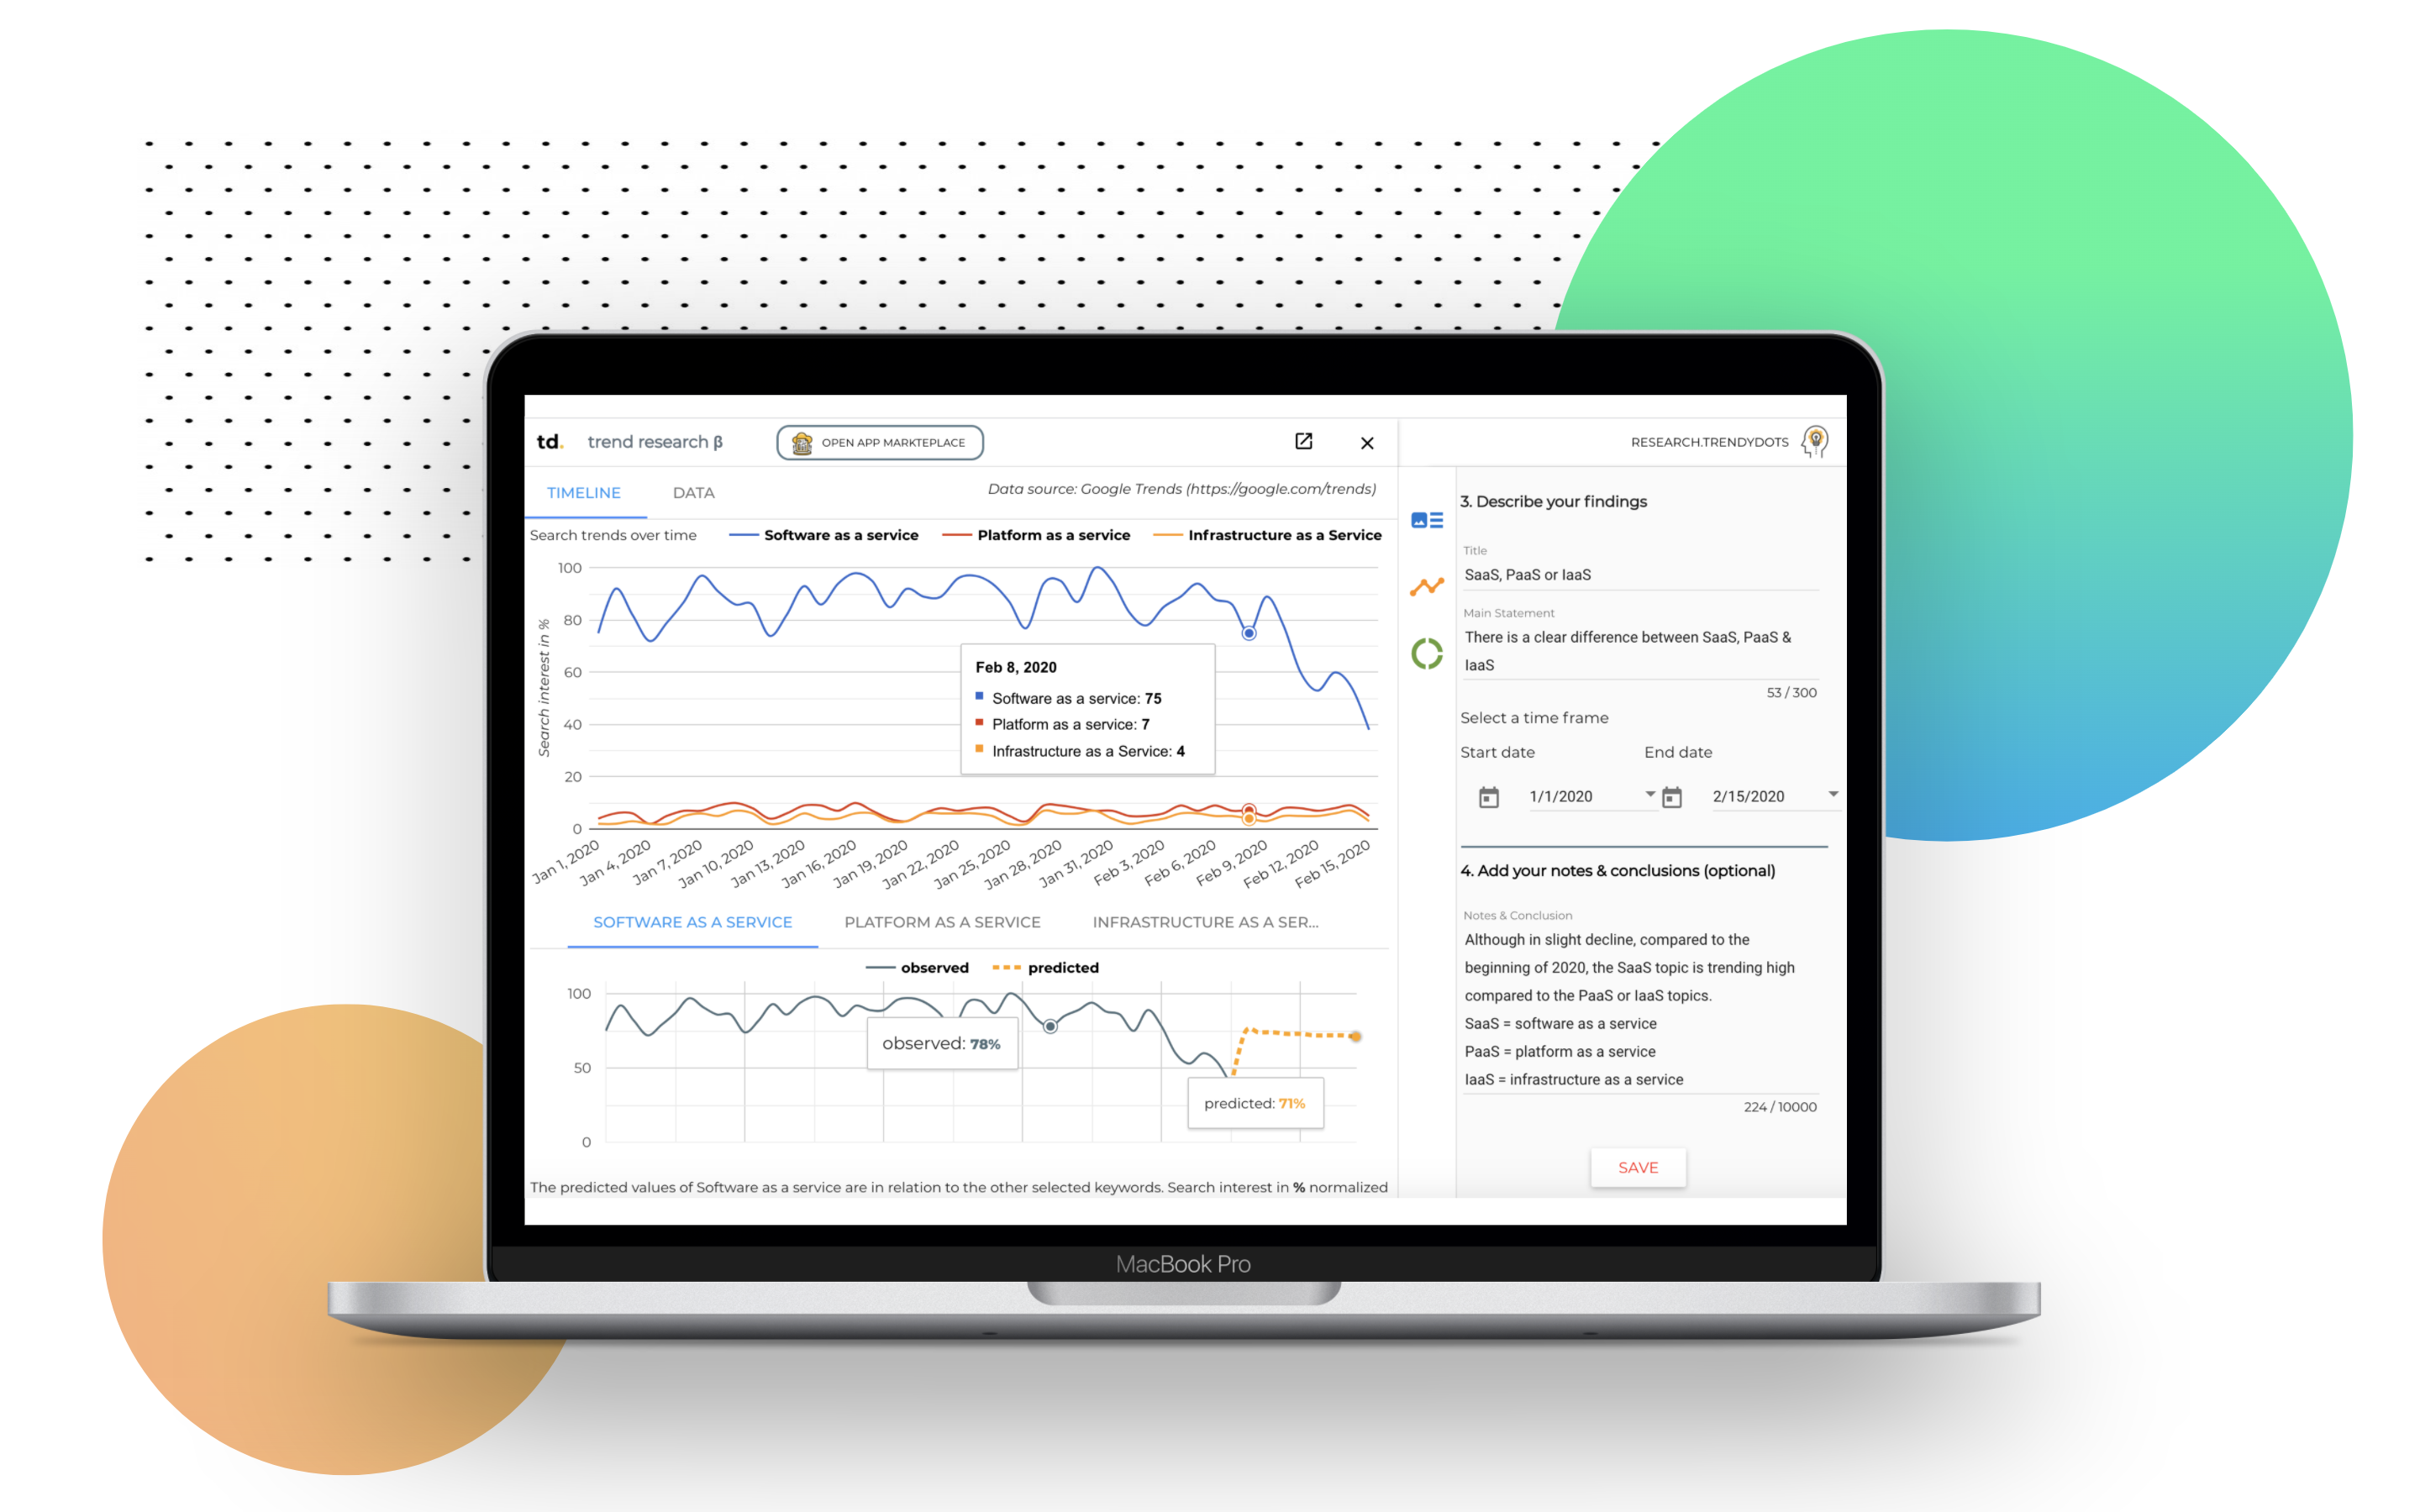 td. trend research β
OPEN APP MARKTEPLACE
RESEARCH.TRENDYDOTS
TIMELINE
DATA
Data source: Google Trends (https://google.com/trends)
Search trends over time
Software as a service
Platform as a service
Infrastructure as a Service
Search interest in %
100
80
60
40
20
0
Feb 8, 2020
Software as a service: 75
Platform as a service: 7
Infrastructure as a Service: 4
Jan 1, 2020
Jan 4, 2020
Jan 7, 2020
Jan 10, 2020
Jan 13, 2020
Jan 16, 2020
Jan 19, 2020
Jan 22, 2020
Jan 25, 2020
Jan 28, 2020
Jan 31, 2020
Feb 3, 2020
Feb 6, 2020
Feb 9, 2020
Feb 12, 2020
Feb 15, 2020
SOFTWARE AS A SERVICE
PLATFORM AS A SERVICE
INFRASTRUCTURE AS A SER...
observed
predicted
100
50
0
observed: 78%
predicted: 71%
The predicted values of Software as a service are in relation to the other selected keywords. Search interest in % normalized
3. Describe your findings
Title
SaaS, PaaS or IaaS
Main Statement
There is a clear difference between SaaS, PaaS &
IaaS
53 / 300
Select a time frame
Start date
End date
1/1/2020
2/15/2020
4. Add your notes & conclusions (optional)
Notes & Conclusion
Although in slight decline, compared to the
beginning of 2020, the SaaS topic is trending high
compared to the PaaS or IaaS topics.
SaaS = software as a service
PaaS = platform as a service
IaaS = infrastructure as a service
224 / 10000
SAVE
MacBook Pro